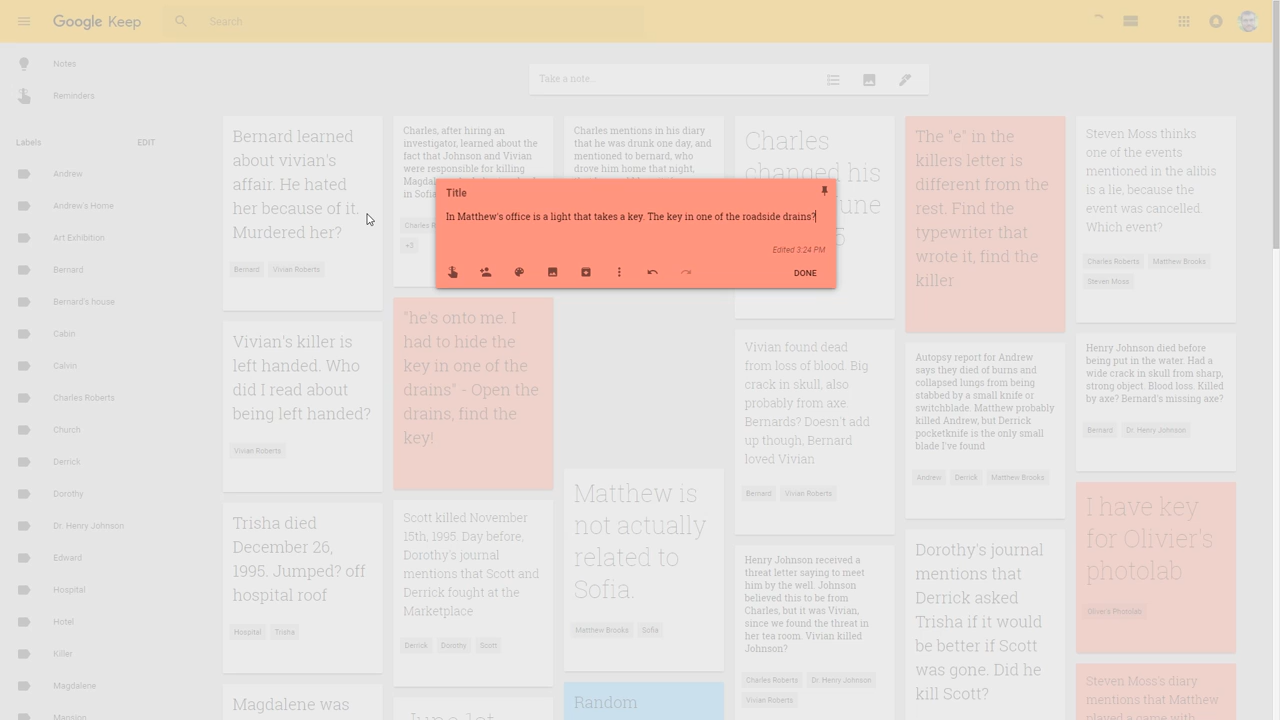 Google Keep
Search
Notes
Reminders
Labels
EDIT
Andrew
Andrew's Home
Art Exhibition
Bernard
Bernard's house
Cabin
Calvin
Charles Roberts
Church
Derrick
Dorothy
Dr. Henry Johnson
Edward
Hospital
Hotel
Killer
Magdalene
Mansion
Take a note...
Title
In Matthew's office is a light that takes a key. The key in one of the roadside drains?
Edited 3:24 PM
DONE
Bernard learned
about vivian's
affair. He hated
her because of it.
Murdered her?
Bernard
Vivian Roberts
Vivian's killer is
left handed. Who
did I read about
being left handed?
Vivian Roberts
Trisha died
December 26,
1995. Jumped? off
hospital roof
Hospital
Trisha
Magdalene was
Charles, after hiring an
investigator, learned about the
fact that Johnson and Vivian
were responsible for killing
in Sofia
+2
"he's onto me. I
had to hide the
key in one of the
drains" - Open the
drains, find the
key!
Scott killed November
15th, 1995. Day before,
Dorothy's journal
mentions that Scott and
Derrick fought at the
Marketplace
Derrick
Dorothy
Scott
Charles mentions in his diary
that he was drunk one day, and
mentioned to bernard, who
drove him home that night,
Matthew is
not actually
related to
Sofia.
Matthew Brooks
Sofia
Random
Charles
changed his
Vivian found dead
from loss of blood. Big
crack in skull, also
probably from axe.
Bernards? Doesn't add
up though, Bernard
loved Vivian
Bernard
Vivian Roberts
Henry Johnson received a
threat letter saying to meet
him by the well. Johnson
believed this to be from
Charles, but it was Vivian,
since we found the threat in
her tea room. Vivian killed
Johnson?
Charles Roberts
Dr. Henry Johnson
Vivian Roberts
The "e" in the
killers letter is
different from the
rest. Find the
typewriter that
wrote it, find the
killer
Autopsy report for Andrew
says they died of burns and
collapsed lungs from being
stabbed by a small knife or
switchblade. Matthew probably
killed Andrew, but Derrick
pocketknife is the only small
blade I've found
Andrew
Derrick
Matthew Brooks
Dorothy's journal
mentions that
Derrick asked
Trisha if it would
be better if Scott
was gone. Did he
kill Scott?
Steven Moss thinks
one of the events
mentioned in the alibis
is a lie, because the
event was cancelled.
Which event?
Charles Roberts
Matthew Brooks
Steven Moss
Henry Johnson died before
being put in the water. Had a
wide crack in skull from sharp,
strong object. Blood loss. Killed
by axe? Bernard's missing axe?
Bernard
Dr. Henry Johnson
I have key
for Olivier's
photolab
Oliver's Photolab
Steven Moss's diary
mentions that Matthew